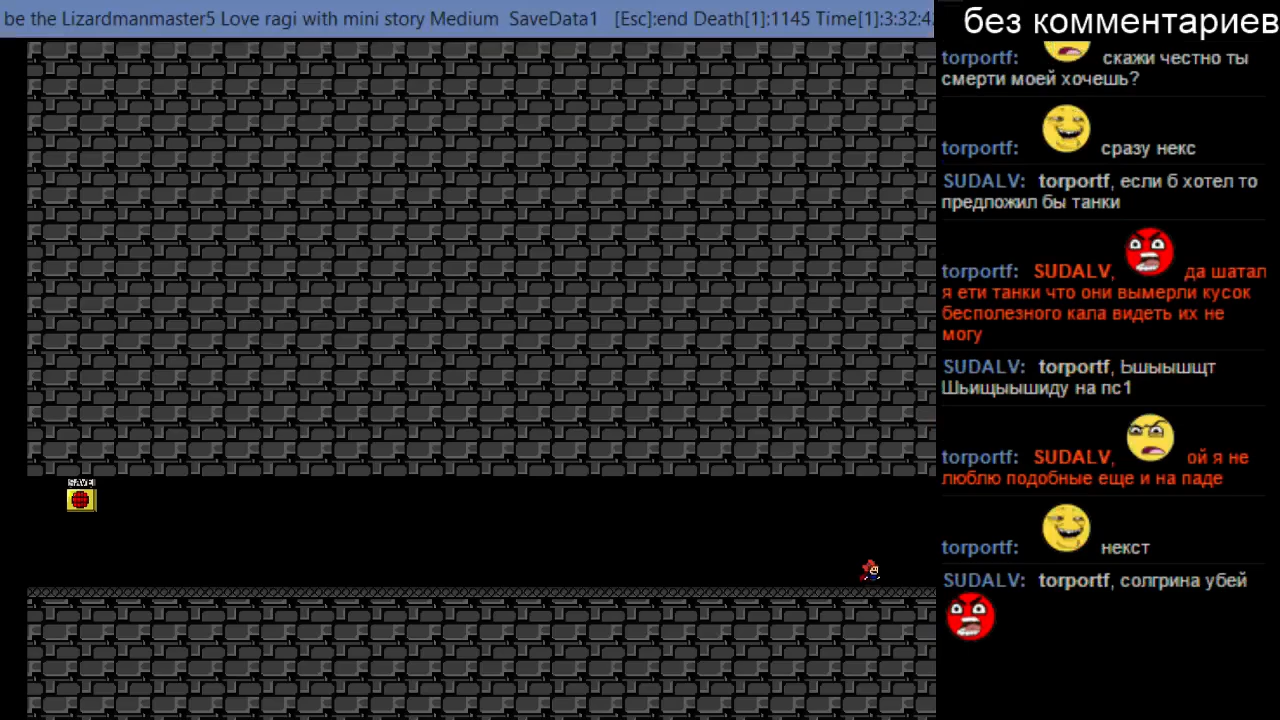 be the Lizardmanmaster5 Love ragi with mini story Medium  SaveData1   [Esc]:end Death[1]:1145 Time[1]:3:32:4
без комментариев
torportf: скажи честно ты
смерти моей хочешь?
torportf: сразу некс
SUDALV: torportf, если б хотел то
предложил бы танки
torportf: SUDALV, да шатал
я ети танки что они вымерли кусок
бесполезного кала видеть их не
могу
SUDALV: torportf, Ьшыышщт
Шьищыышиду на пс1
torportf: SUDALV, ой я не
люблю подобные еще и на паде
torportf: некст
SUDALV: torportf, солгрина убей
SAVE!